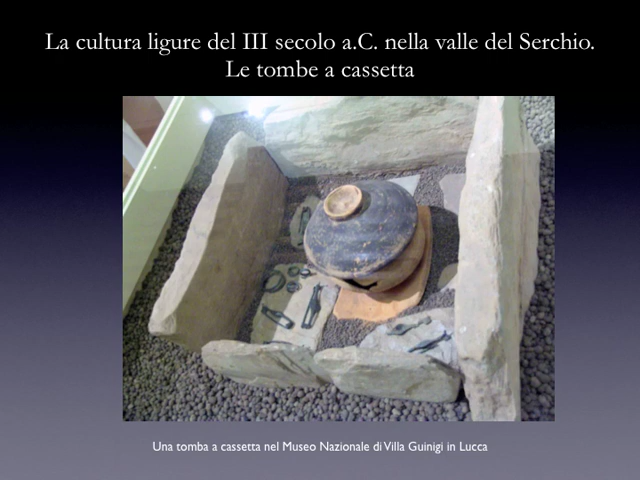 La cultura ligure del III secolo a.C. nella valle del Serchio.
Le tombe a cassetta
Una tomba a cassetta nel Museo Nazionale di Villa Guinigi in Lucca